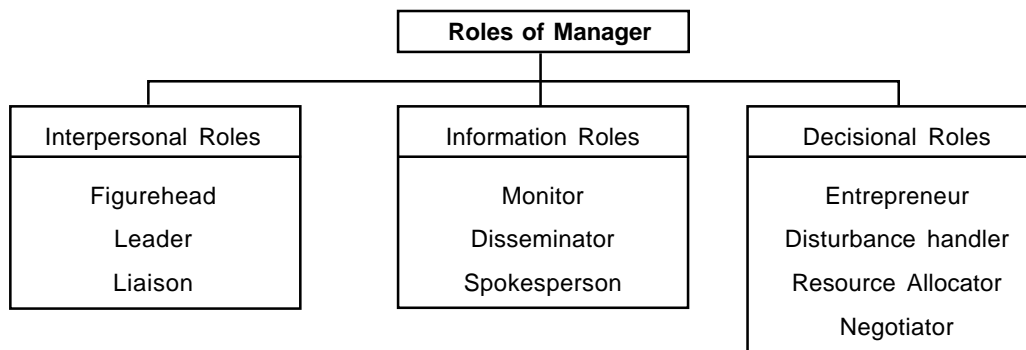 Roles of Manager
Interpersonal Roles
Figurehead
Leader
Liaison
Information Roles
Monitor
Disseminator
Spokesperson
Decisional Roles
Entrepreneur
Disturbance handler
Resource Allocator
Negotiator